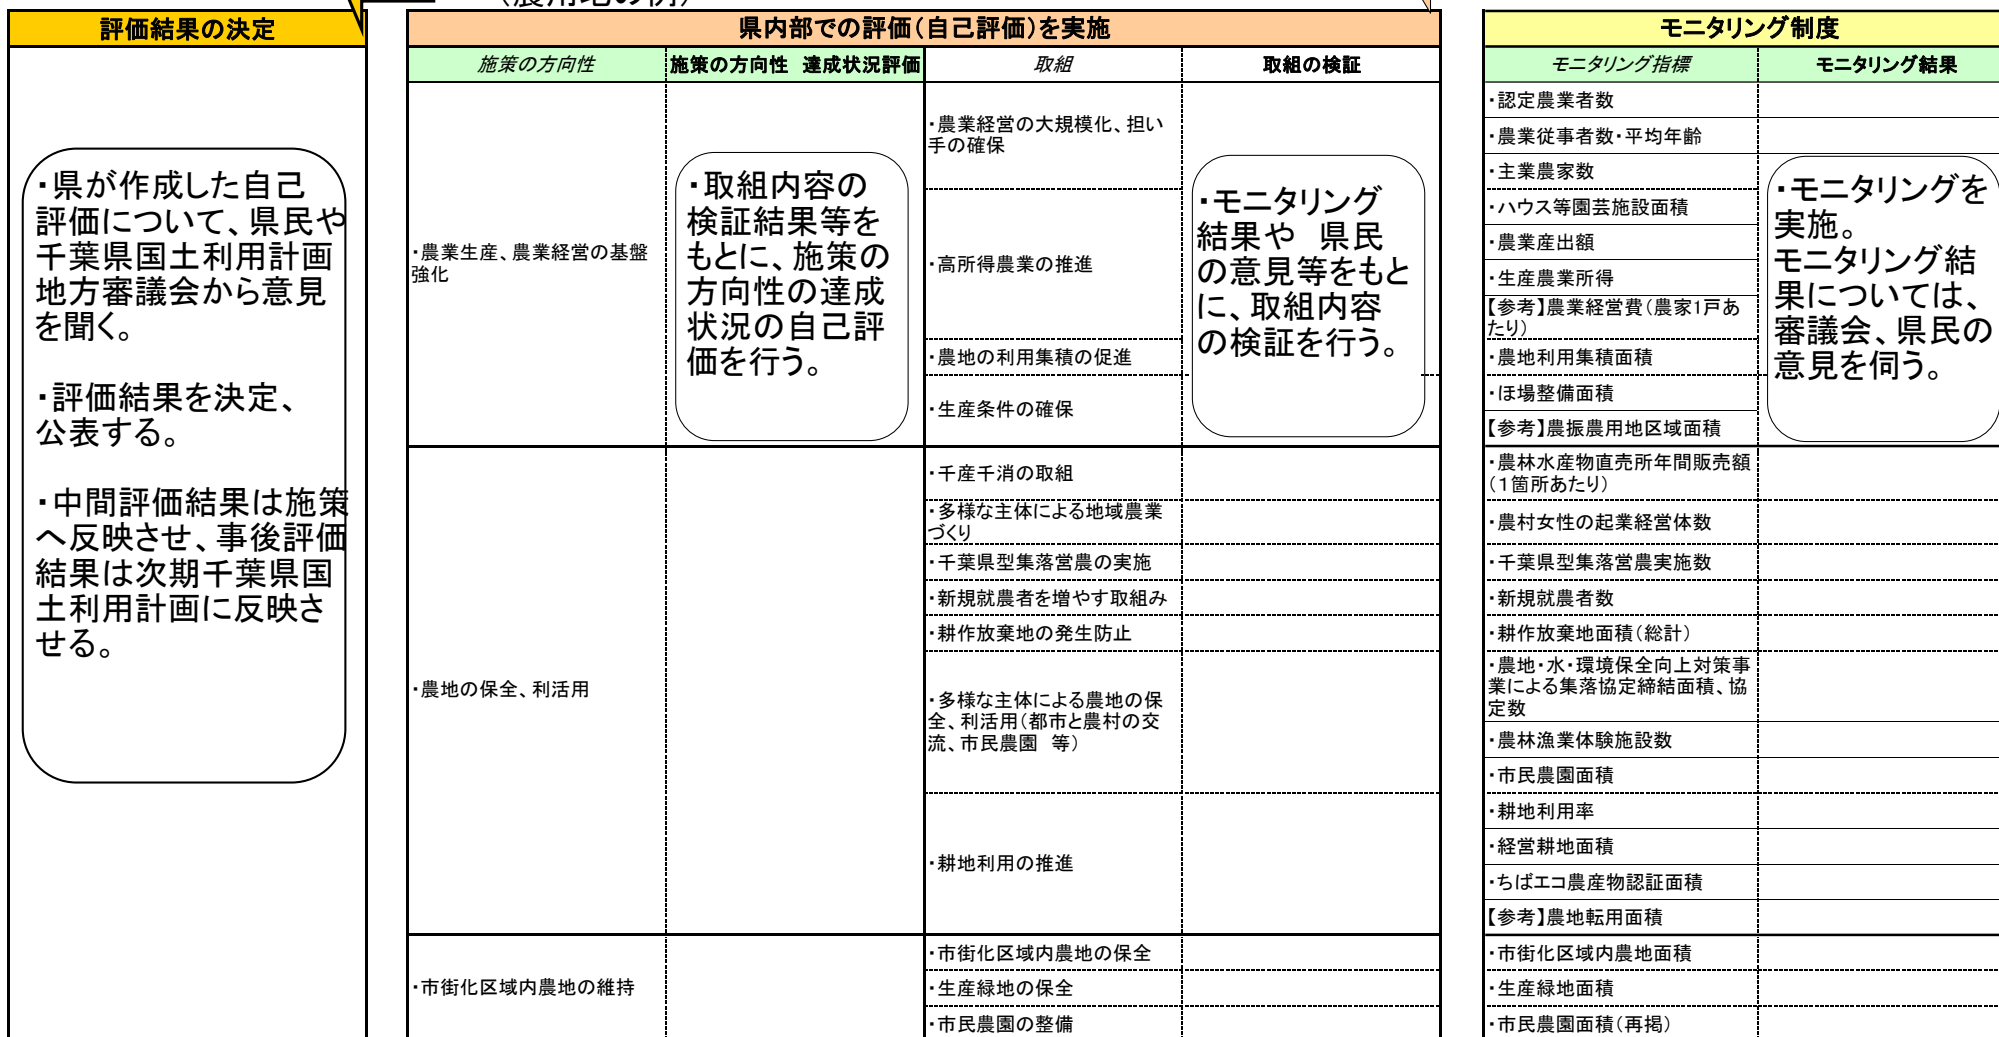 （農用地の例）
評価結果の決定
・県が作成した自己
評価について、県民や
千葉県国土利用計画
地方審議会から意見
を聞く。
・評価結果を決定、
公表する。
・中間評価結果は施策
へ反映させ、事後評価
結果は次期千葉県国
土利用計画に反映さ
せる。
県内部での評価（自己評価）を実施
施策の方向性
施策の方向性　達成状況評価
取組
取組の検証
・農業生産、農業経営の基盤
強化
・取組内容の
検証結果等を
もとに、施策の
方向性の達成
状況の自己評
価を行う。
・農業経営の大規模化、担い
手の確保
・高所得農業の推進
・農地の利用集積の促進
・生産条件の確保
・モニタリング
結果や　県民
の意見等をもと
に、取組内容
の検証を行う。
・農地の保全、利活用
・千産千消の取組
・多様な主体による地域農業
づくり
・千葉県型集落営農の実施
・新規就農者を増やす取組み
・耕作放棄地の発生防止
・多様な主体による農地の保
全、利活用（都市と農村の交
流、市民農園　等）
・耕地利用の推進
・市街化区域内農地の維持
・市街化区域内農地の保全
・生産緑地の保全
・市民農園の整備
モニタリング制度
モニタリング指標
モニタリング結果
・認定農業者数
・農業従事者数・平均年齢
・主業農家数
・ハウス等園芸施設面積
・農業産出額
・生産農業所得
【参考】農業経営費（農家1戸あ
たり）
・農地利用集積面積
・ほ場整備面積
【参考】農振農用地区域面積
・モニタリングを
実施。
モニタリング結
果については、
審議会、県民の
意見を伺う。
・農林水産物直売所年間販売額
（１箇所あたり）
・農村女性の起業経営体数
・千葉県型集落営農実施数
・新規就農者数
・耕作放棄地面積（総計）
・農地・水・環境保全向上対策事
業による集落協定締結面積、協
定数
・農林漁業体験施設数
・市民農園面積
・耕地利用率
・経営耕地面積
・ちばエコ農産物認証面積
【参考】農地転用面積
・市街化区域内農地面積
・生産緑地面積
・市民農園面積（再掲）